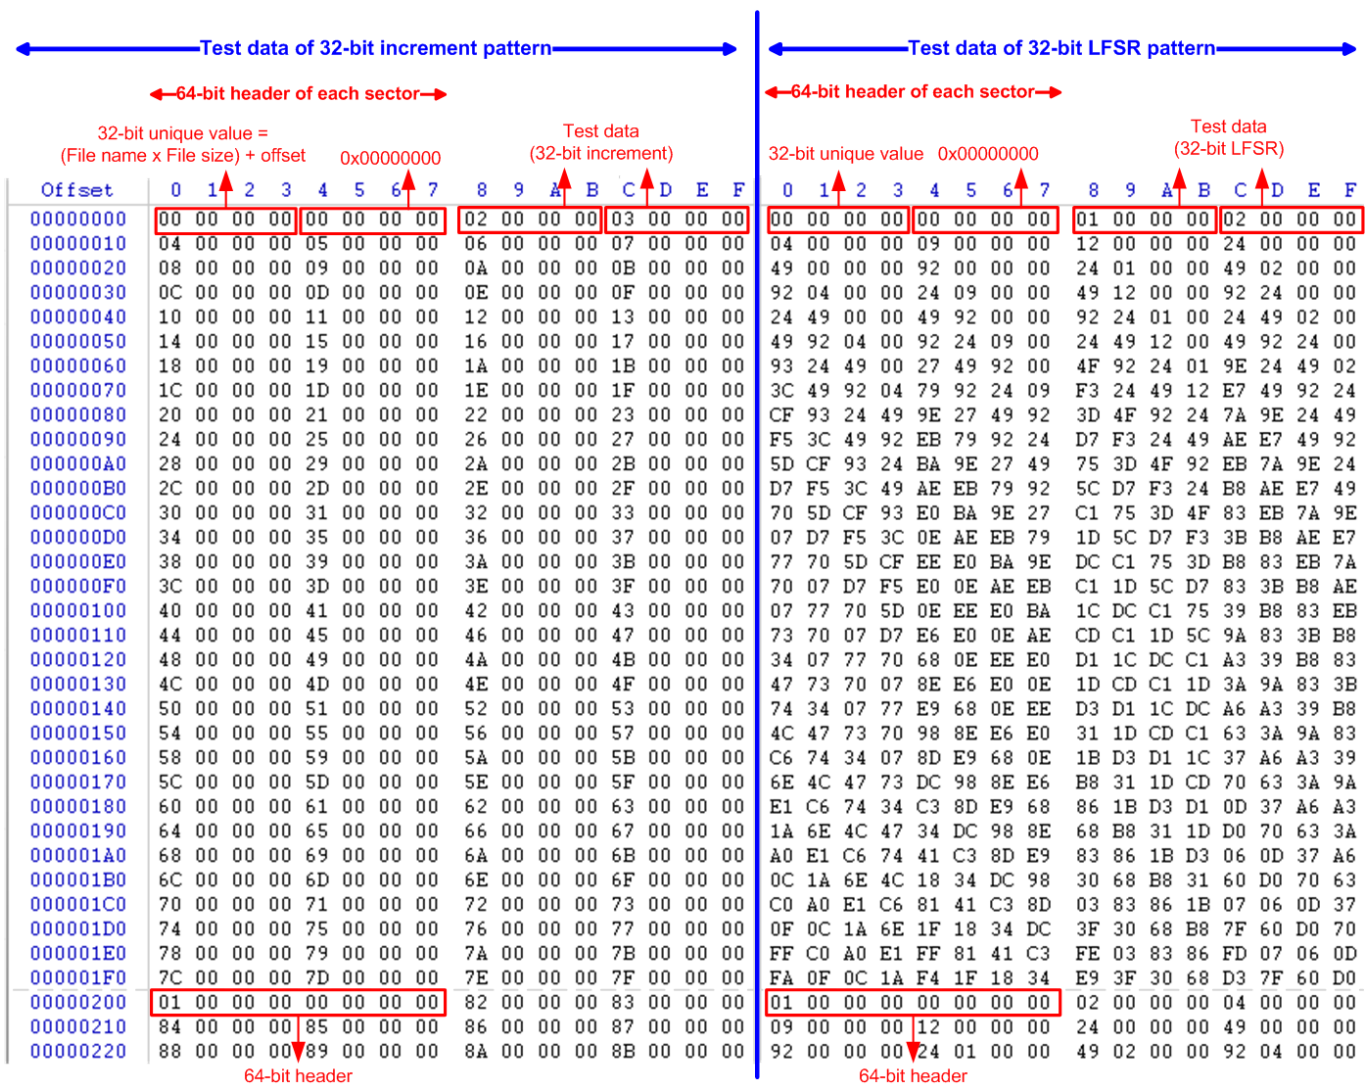 Test data of 32-bit increment pattern Test data of 32-bit LFSR pattern
64-bit header of each sector 64-bit header of each sector
32-bit unique value =
(File name x File size) + offset 0x00000000
Test data
(32-bit increment)
32-bit unique value 0x00000000
Test data
(32-bit LFSR)
Offset 0 1 2 3 4 5 6 7 8 9 A B C D E F 0 1 2 3 4 5 6 7 8 9 A B C D E F
00000000 00 00 00 00 00 00 00 00 02 00 00 00 03 00 00 00 00 00 00 00 00 00 00 00 01 00 00 00 02 00 00 00
00000010 04 00 00 00 05 00 00 00 06 00 00 00 07 00 00 00 04 00 00 00 09 00 00 00 12 00 00 00 24 00 00 00
00000020 08 00 00 00 09 00 00 00 0A 00 00 00 0B 00 00 00 49 00 00 00 92 00 00 00 24 01 00 00 49 02 00 00
00000030 0C 00 00 00 0D 00 00 00 0E 00 00 00 0F 00 00 00 92 04 00 00 24 09 00 00 49 12 00 00 92 24 00 00
00000040 10 00 00 00 11 00 00 00 12 00 00 00 13 00 00 00 24 49 00 00 49 92 00 00 92 24 01 00 24 49 02 00
00000050 14 00 00 00 15 00 00 00 16 00 00 00 17 00 00 00 49 92 04 00 92 24 09 00 24 49 12 00 49 92 24 00
00000060 18 00 00 00 19 00 00 00 1A 00 00 00 1B 00 00 00 93 24 49 00 27 49 92 00 4F 92 24 01 9E 24 49 02
00000070 1C 00 00 00 1D 00 00 00 1E 00 00 00 1F 00 00 00 3C 49 92 04 79 92 24 09 F3 24 49 12 E7 49 92 24
00000080 20 00 00 00 21 00 00 00 22 00 00 00 23 00 00 00 CF 93 24 49 9E 27 49 92 3D 4F 92 24 7A 9E 24 49
00000090 24 00 00 00 25 00 00 00 26 00 00 00 27 00 00 00 F5 3C 49 92 EB 79 92 24 D7 F3 24 49 AE E7 49 92
000000A0 28 00 00 00 29 00 00 00 2A 00 00 00 2B 00 00 00 5D CF 93 24 BA 9E 27 49 75 3D 4F 92 EB 7A 9E 24
000000B0 2C 00 00 00 2D 00 00 00 2E 00 00 00 2F 00 00 00 D7 F5 3C 49 AE EB 79 92 5C D7 F3 24 B8 AE E7 49
000000C0 30 00 00 00 31 00 00 00 32 00 00 00 33 00 00 00 70 5D CF 93 E0 BA 9E 27 C1 75 3D 4F 83 EB 7A 9E
000000D0 34 00 00 00 35 00 00 00 36 00 00 00 37 00 00 00 07 D7 F5 3C 0E AE EB 79 1D 5C D7 F3 3B B8 AE E7
000000E0 38 00 00 00 39 00 00 00 3A 00 00 00 3B 00 00 00 77 70 5D CF EE E0 BA 9E DC C1 75 3D B8 83 EB 7A
000000F0 3C 00 00 00 3D 00 00 00 3E 00 00 00 3F 00 00 00 70 07 D7 F5 E0 0E AE EB C1 1D 5C D7 83 3B B8 AE
00000100 40 00 00 00 41 00 00 00 42 00 00 00 43 00 00 00 07 77 70 5D 0E EE E0 BA 1C DC C1 75 39 B8 83 EB
00000110 44 00 00 00 45 00 00 00 46 00 00 00 47 00 00 00 73 70 07 D7 E6 E0 0E AE CD C1 1D 5C 9A 83 3B B8
00000120 48 00 00 00 49 00 00 00 4A 00 00 00 4B 00 00 00 34 07 77 70 68 0E EE E0 D1 1C DC C1 A3 39 B8 83
00000130 4C 00 00 00 4D 00 00 00 4E 00 00 00 4F 00 00 00 47 73 70 07 8E E6 E0 0E 1D CD C1 1D 3A 9A 83 3B
00000140 50 00 00 00 51 00 00 00 52 00 00 00 53 00 00 00 74 34 07 77 E9 68 0E EE D3 D1 1C DC A6 A3 39 B8
00000150 54 00 00 00 55 00 00 00 56 00 00 00 57 00 00 00 4C 47 73 70 98 8E E6 E0 31 1D CD C1 63 3A 9A 83
00000160 58 00 00 00 59 00 00 00 5A 00 00 00 5B 00 00 00 C6 74 34 07 8D E9 68 0E 1B D3 D1 1C 37 A6 A3 39
00000170 5C 00 00 00 5D 00 00 00 5E 00 00 00 5F 00 00 00 6E 4C 47 73 DC 98 8E E6 B8 31 1D CD 70 63 3A 9A
00000180 60 00 00 00 61 00 00 00 62 00 00 00 63 00 00 00 E1 C6 74 34 C3 8D E9 68 86 1B D3 D1 0D 37 A6 A3
00000190 64 00 00 00 65 00 00 00 66 00 00 00 67 00 00 00 1A 6E 4C 47 34 DC 98 8E 68 B8 31 1D D0 70 63 3A
000001A0 68 00 00 00 69 00 00 00 6A 00 00 00 6B 00 00 00 A0 E1 C6 74 41 C3 8D E9 83 86 1B D3 06 0D 37 A6
000001B0 6C 00 00 00 6D 00 00 00 6E 00 00 00 6F 00 00 00 0C 1A 6E 4C 18 34 DC 98 30 68 B8 31 60 D0 70 63
000001C0 70 00 00 00 71 00 00 00 72 00 00 00 73 00 00 00 C0 A0 E1 C6 81 41 C3 8D 03 83 86 1B 07 06 0D 37
000001D0 74 00 00 00 75 00 00 00 76 00 00 00 77 00 00 00 0F 0C 1A 6E 1F 18 34 DC 3F 30 68 B8 7F 60 D0 70
000001E0 78 00 00 00 79 00 00 00 7A 00 00 00 7B 00 00 00 FF C0 A0 E1 FF 81 41 C3 FE 03 83 86 FD 07 06 0D
000001F0 7C 00 00 00 7D 00 00 00 7E 00 00 00 7F 00 00 00 FA 0F 0C 1A F4 1F 18 34 E9 3F 30 68 D3 7F 60 D0
00000200 01 00 00 00 00 00 00 00 82 00 00 00 83 00 00 00 01 00 00 00 00 00 00 00 02 00 00 00 04 00 00 00
00000210 84 00 00 00 85 00 00 00 86 00 00 00 87 00 00 00 09 00 00 00 12 00 00 00 24 00 00 00 49 00 00 00
00000220 88 00 00 00 89 00 00 00 8A 00 00 00 8B 00 00 00 92 00 00 00 24 01 00 00 49 02 00 00 92 04 00 00
64-bit header 64-bit header